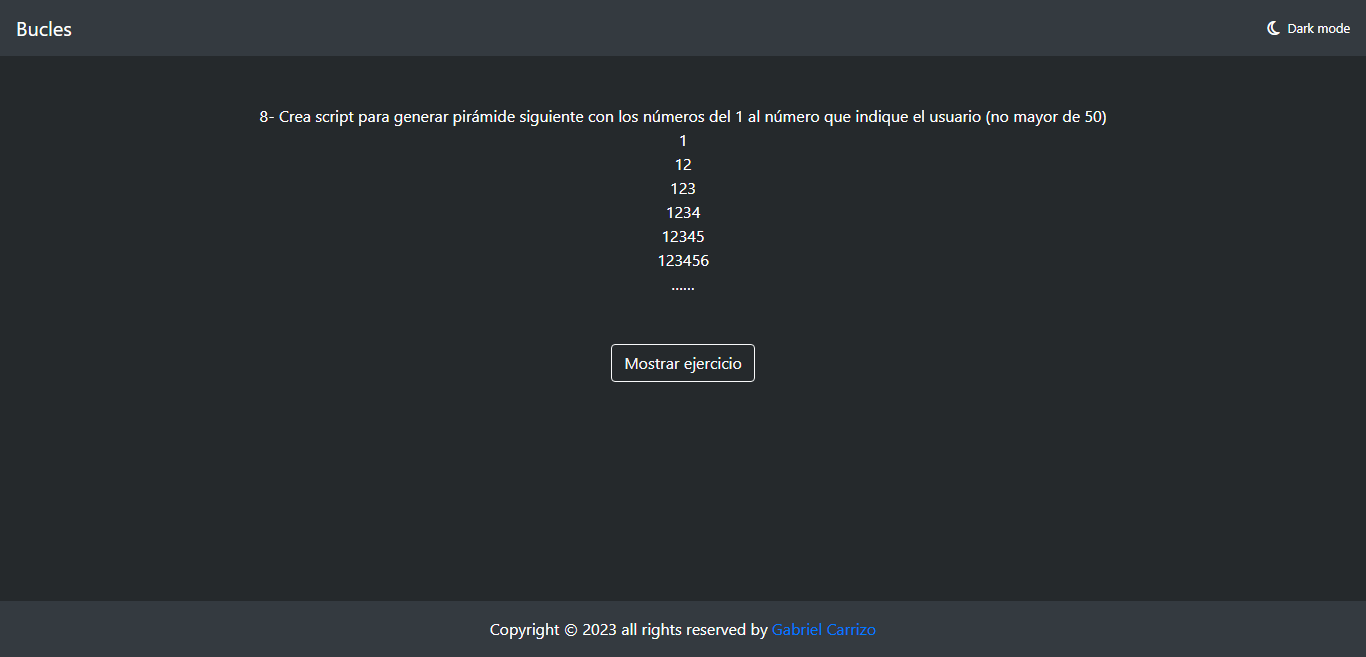 Bucles
Dark mode
8- Crea script para generar pirámide siguiente con los números del 1 al número que indique el usuario (no mayor de 50)
1
12
123
1234
12345
123456
......
Mostrar ejercicio
Copyright © 2023 all rights reserved by Gabriel Carrizo